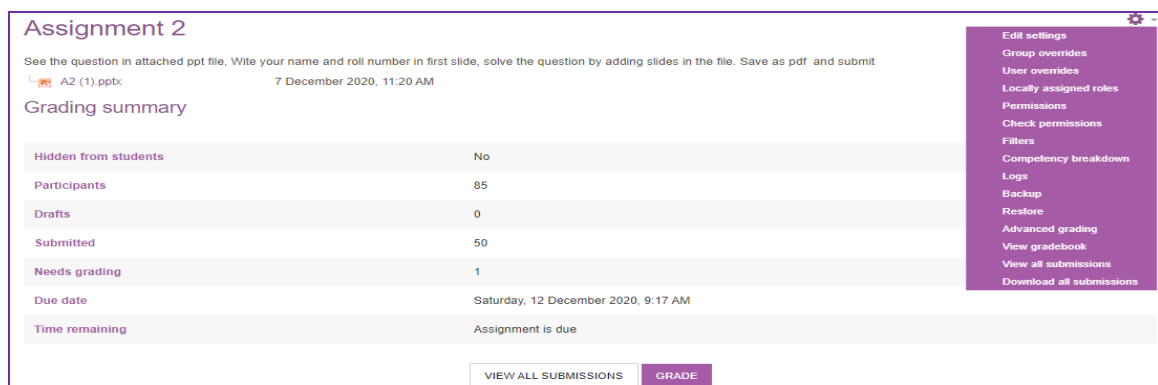 Assignment 2
See the question in attached ppt file, Wite your name and roll number in first slide, solve the question by adding slides in the file. Save as pdf and submit
A2 (1).pptx 7 December 2020, 11:20 AM
Grading summary
Hidden from students No
Participants 85
Drafts 0
Submitted 50
Needs grading 1
Due date Saturday, 12 December 2020, 9:17 AM
Time remaining Assignment is due
VIEW ALL SUBMISSIONS GRADE
Edit settings
Group overrides
User overrides
Locally assigned roles
Permissions
Check permissions
Filters
Competency breakdown
Logs
Backup
Restore
Advanced grading
View gradebook
View all submissions
Download all submissions